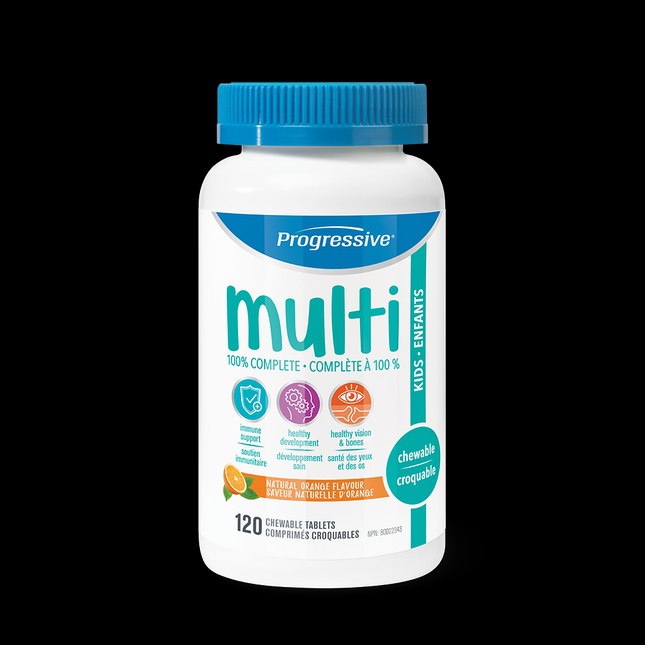 Progressive®
multi
100% COMPLETE • COMPLÈTE À 100 %
KIDS • ENFANTS
immune
support
soutien
immunitaire
healthy
development
développement
sain
healthy vision
& bones
santé des yeux
et des os
chewable
croquable
NATURAL ORANGE FLAVOUR
SAVEUR NATURELLE D'ORANGE
120 CHEWABLE TABLETS
COMPRIMÉS CROQUABLES
NPN: 80022343